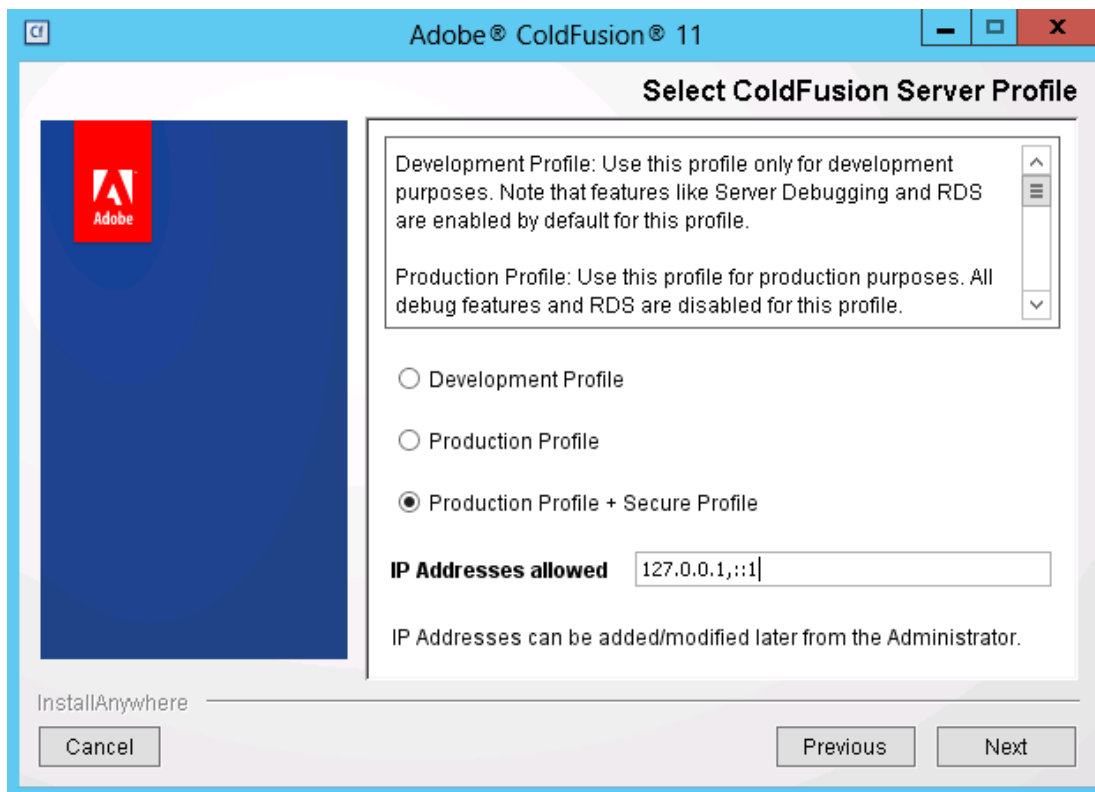 Cf
Adobe® ColdFusion® 11
Select ColdFusion Server Profile
Adobe
Development Profile: Use this profile only for development
purposes. Note that features like Server Debugging and RDS
are enabled by default for this profile.
Production Profile: Use this profile for production purposes. All
debug features and RDS are disabled for this profile.
Development Profile
Production Profile
Production Profile + Secure Profile
IP Addresses allowed 127.0.0.1,::1
IP Addresses can be added/modified later from the Administrator.
InstallAnywhere
Cancel Previous Next